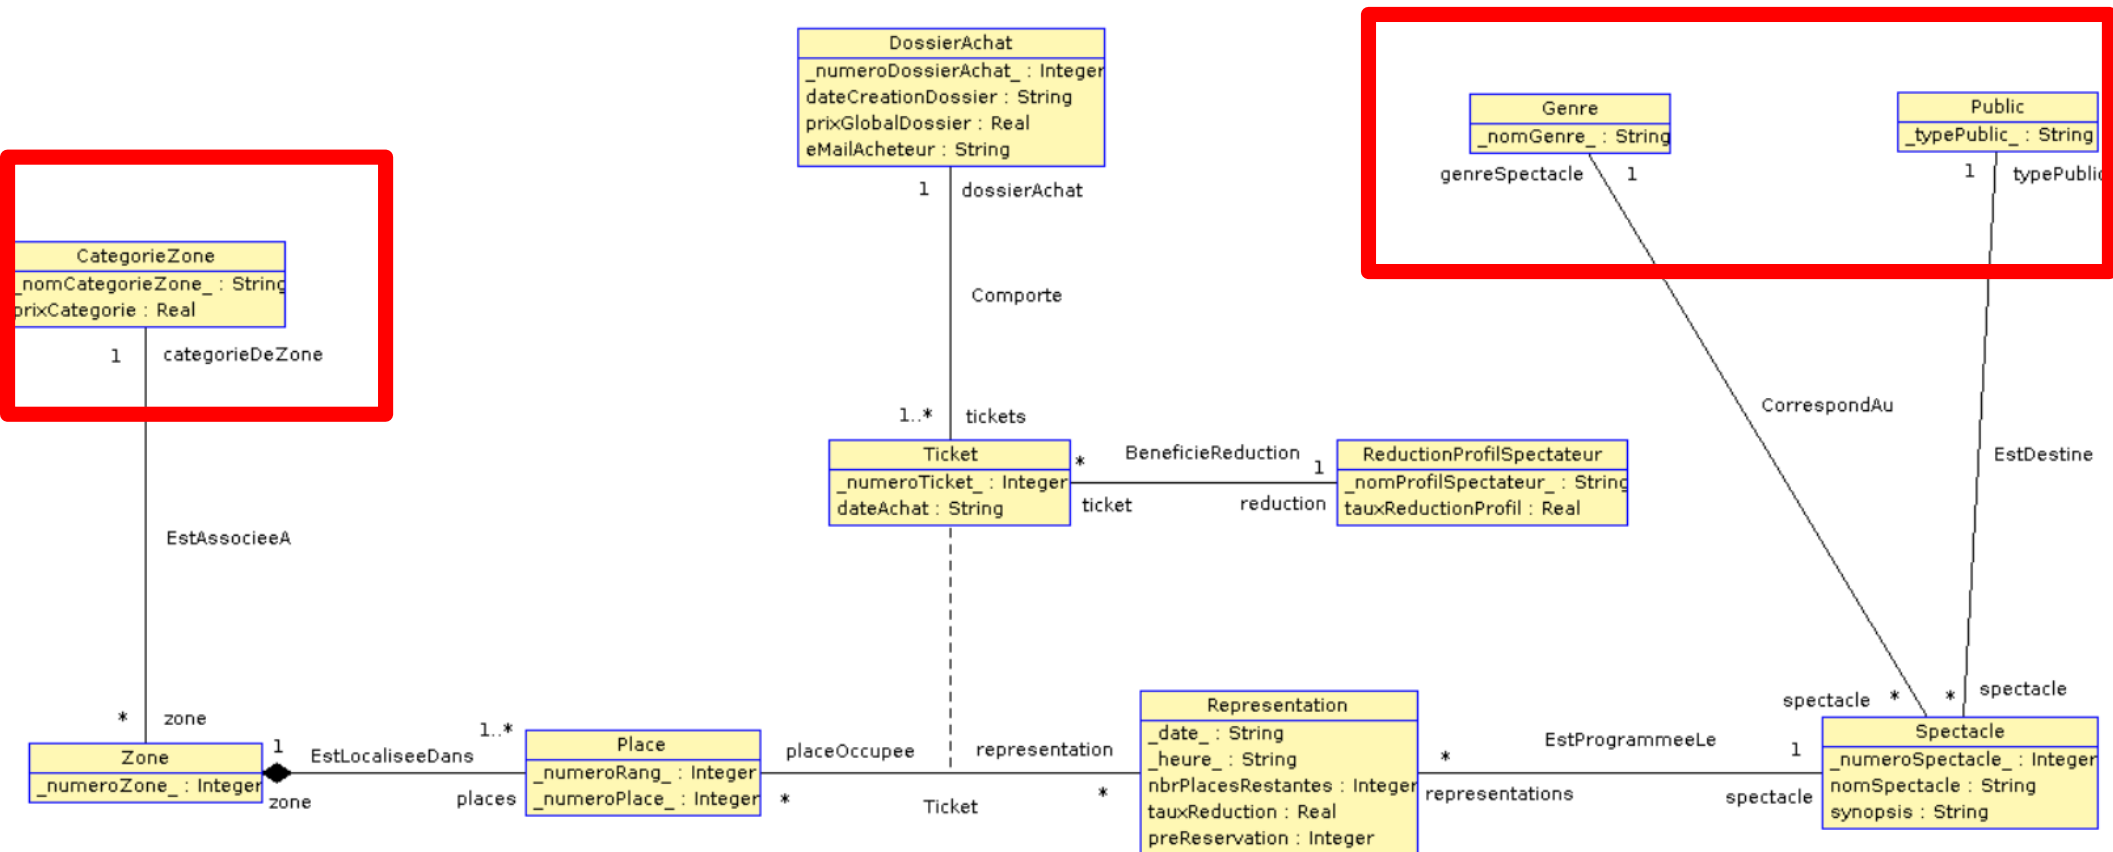 DossierAchat
_numeroDossierAchat_ : Integer
dateCreationDossier : String
prixGlobalDossier : Real
eMailAcheteur : String
1 dossierAchat
Comporte
1..* tickets
Genre
_nomGenre_ : String
genreSpectacle 1
Public
_typePublic_ : String
1 typePublic
CategorieZone
_nomCategorieZone_ : String
prixCategorie : Real
1 categorieDeZone
EstAssocieeA
* zone
CorrespondAu
EstDestine
Ticket
_numeroTicket_ : Integer
dateAchat : String
* BeneficieReduction 1
ticket reduction
ReductionProfilSpectateur
_nomProfilSpectateur_ : String
tauxReductionProfil : Real
Zone
_numeroZone_ : Integer
1 EstLocaliseeDans 1..*
zone places
Place
_numeroRang_ : Integer
_numeroPlace_ : Integer
placeOccupee representation
* Ticket *
Representation
_date_ : String
_heure_ : String
nbrPlacesRestantes : Integer
tauxReduction : Real
preReservation : Integer
* EstProgrammeeLe 1
representations spectacle
spectacle * * spectacle
Spectacle
_numeroSpectacle_ : Integer
nomSpectacle : String
synopsis : String